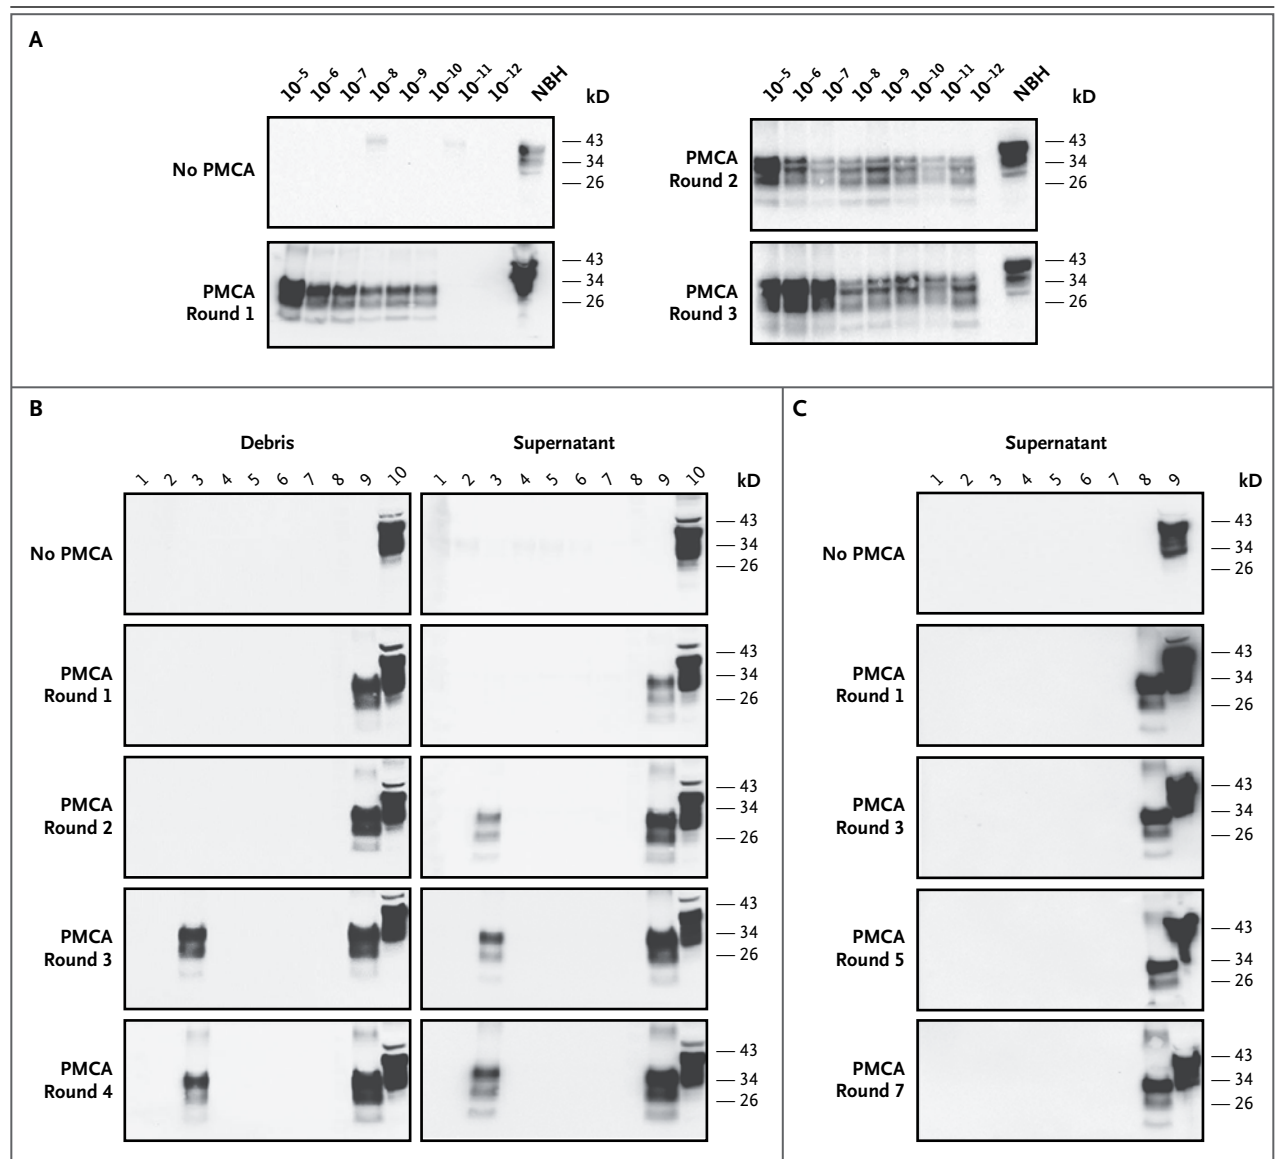 A
10–5 10–6 10–7 10–8 10–9 10–10 10–11 10–12 NBH kD
No PMCA
— 43
— 34
— 26
PMCA
Round 1
— 43
— 34
— 26
10–5 10–6 10–7 10–8 10–9 10–10 10–11 10–12 NBH kD
PMCA
Round 2
— 43
— 34
— 26
PMCA
Round 3
— 43
— 34
— 26
B
Debris Supernatant
1 2 3 4 5 6 7 8 9 10 1 2 3 4 5 6 7 8 9 10 kD
No PMCA
— 43
— 34
— 26
PMCA
Round 1
— 43
— 34
— 26
PMCA
Round 2
— 43
— 34
— 26
PMCA
Round 3
— 43
— 34
— 26
PMCA
Round 4
— 43
— 34
— 26
C
Supernatant
1 2 3 4 5 6 7 8 9 kD
No PMCA
— 43
— 34
— 26
PMCA
Round 1
— 43
— 34
— 26
PMCA
Round 3
— 43
— 34
— 26
PMCA
Round 5
— 43
— 34
— 26
PMCA
Round 7
— 43
— 34
— 26